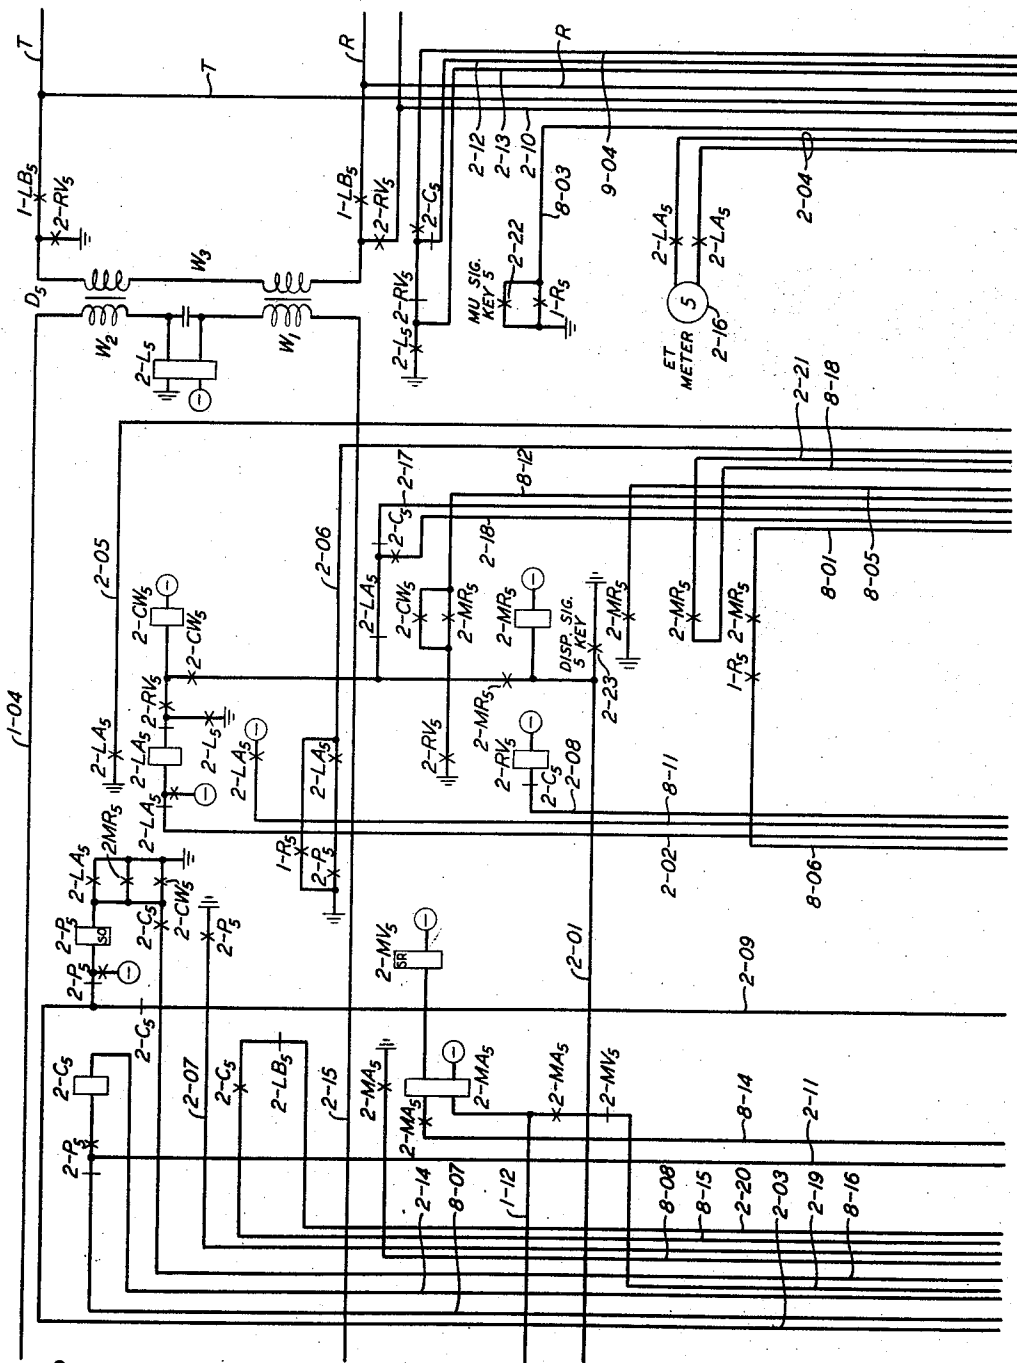 T
R
T
1-LB5
2-RV5
1-LB5
2-RV5
2-C5
R
2-12
2-13
2-10
8-03
9-04
2-04
D5
W3
W2
W1
2-L5
−
2-L5
2-RV5
MU SIG.
KEY 5
2-22
1-R5
2-LA5
2-LA5
5
ET
METER
2-16
1-04
2-05
2-LA5
2-CW5
−
2-CW5
2-RV5
2-LA5
2-L5
2-LA5
−
2-LA5
−
2-06
2-17
2-C5
2-LA5
2-18
8-12
2-CW5
2-MR5
2-MR5
−
2-RV5
2-MR5
DISP. SIG.
5 KEY
2-23
2-MR5
2-21
8-18
2-MR5
2-MR5
1-R5
8-01
8-05
2-RV5
−
2-C5
2-08
1-R5
2-LA5
2-P5
8-11
2-02
8-06
2-LA5
2MR5
2-P5
SO
2-C5
2-CW5
2-P5
2-P5
−
2-C5
2-MV5
SR
−
2-01
2-09
2-C5
2-P5
2-07
2-C5
2-LB5
2-15
2-MA5
2-MA5
−
2-MA5
2-MA5
2-MV5
1-12
2-14
8-07
8-14
2-11
8-08
8-15
2-20
2-03
2-19
8-16